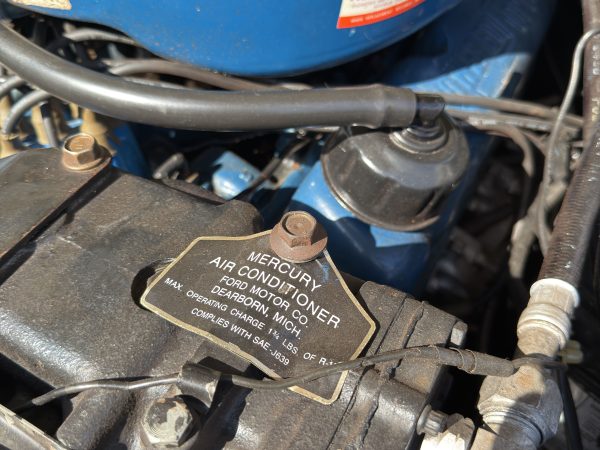 MERCURY
AIR CONDITIONER
FORD MOTOR CO.
DEARBORN, MICH.
MAX. OPERATING CHARGE 1¾ LBS OF
COMPLIES WITH SAE J639